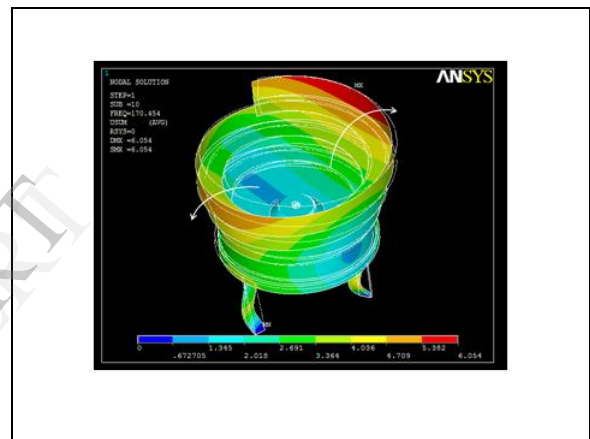 1
NODAL SOLUTION
STEP=1
SUB =10
FREQ=170.454
USUM (AVG)
RSYS=0
DMX =6.054
SMX =6.054
ANSYS
MX
MN
0 1.345 2.691 4.036 5.382
.672705 2.018 3.364 4.709 6.054